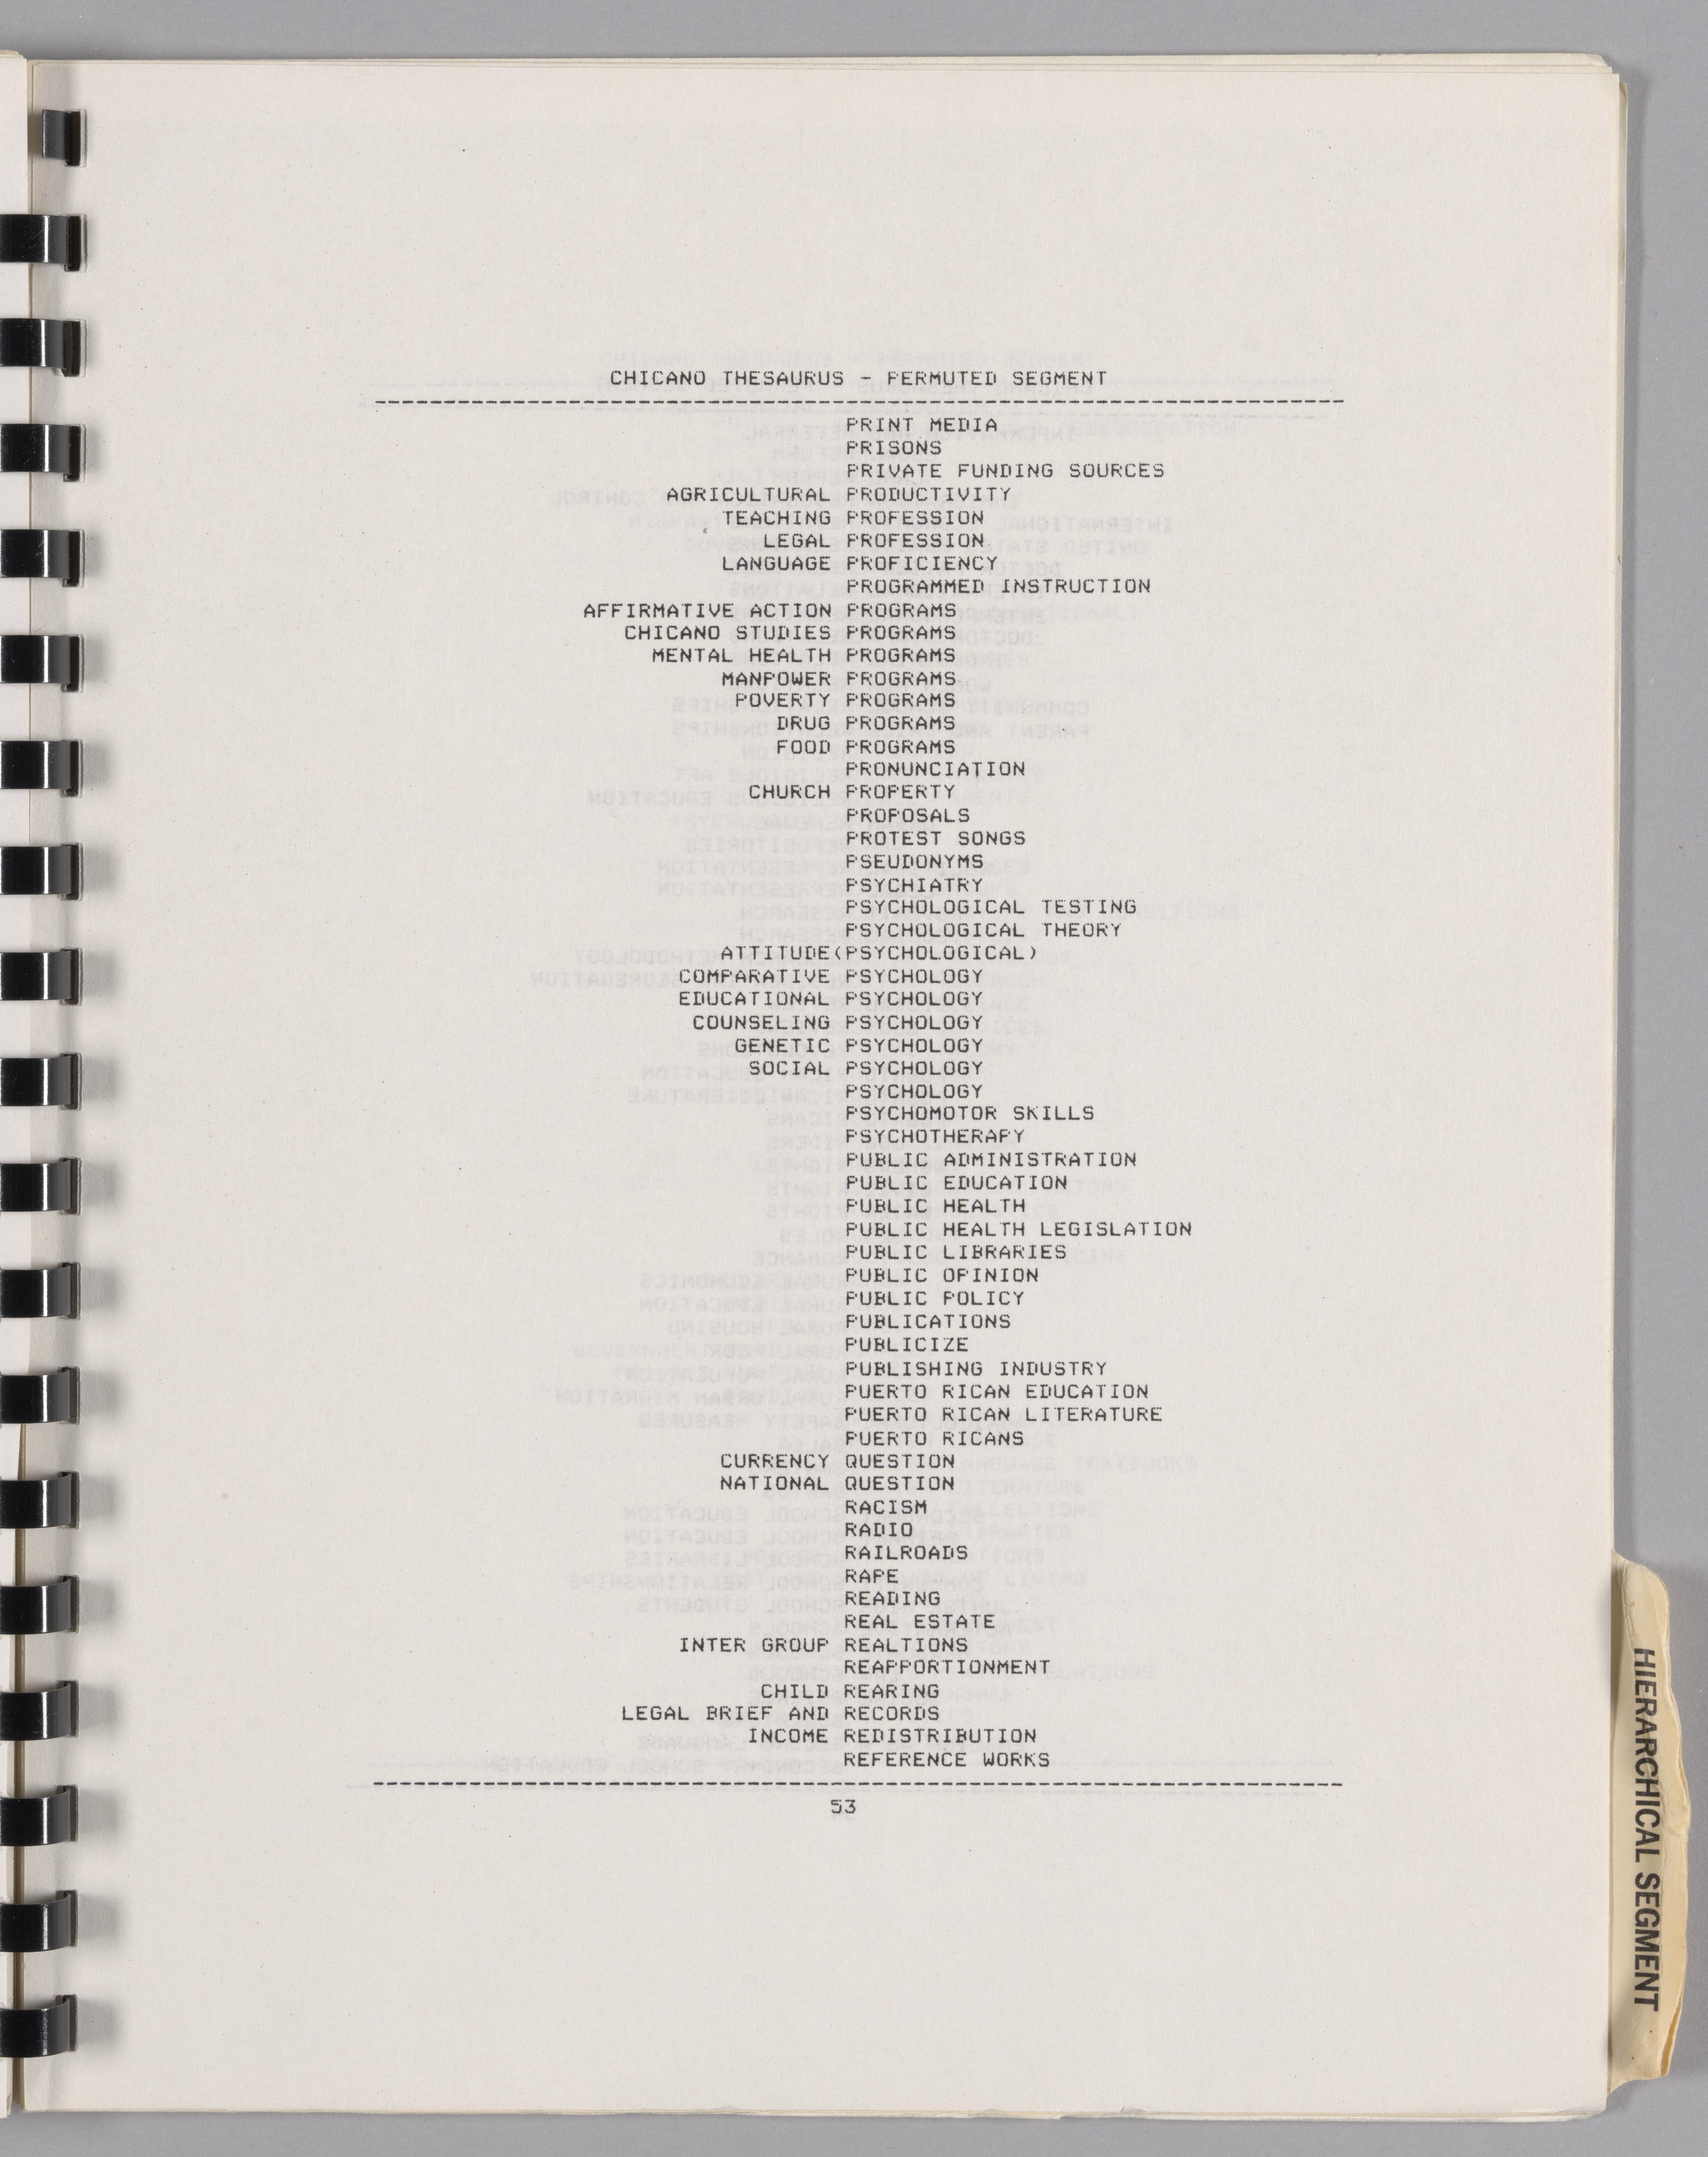 CHICANO THESAURUS - PERMUTED SEGMENT
PRINT MEDIA
PRISONS
PRIVATE FUNDING SOURCES
AGRICULTURAL PRODUCTIVITY
TEACHING PROFESSION
LEGAL PROFESSION
LANGUAGE PROFICIENCY
PROGRAMMED INSTRUCTION
AFFIRMATIVE ACTION PROGRAMS
CHICANO STUDIES PROGRAMS
MENTAL HEALTH PROGRAMS
MANPOWER PROGRAMS
POVERTY PROGRAMS
DRUG PROGRAMS
FOOD PROGRAMS
PRONUNCIATION
CHURCH PROPERTY
PROPOSALS
PROTEST SONGS
PSEUDONYMS
PSYCHIATRY
PSYCHOLOGICAL TESTING
PSYCHOLOGICAL THEORY
ATTITUDE(PSYCHOLOGICAL)
COMPARATIVE PSYCHOLOGY
EDUCATIONAL PSYCHOLOGY
COUNSELING PSYCHOLOGY
GENETIC PSYCHOLOGY
SOCIAL PSYCHOLOGY
PSYCHOLOGY
PSYCHOMOTOR SKILLS
PSYCHOTHERAPY
PUBLIC ADMINISTRATION
PUBLIC EDUCATION
PUBLIC HEALTH
PUBLIC HEALTH LEGISLATION
PUBLIC LIBRARIES
PUBLIC OPINION
PUBLIC POLICY
PUBLICATIONS
PUBLICIZE
PUBLISHING INDUSTRY
PUERTO RICAN EDUCATION
PUERTO RICAN LITERATURE
PUERTO RICANS
CURRENCY QUESTION
NATIONAL QUESTION
RACISM
RADIO
RAILROADS
RAPE
READING
REAL ESTATE
INTER GROUP REALTIONS
REAPPORTIONMENT
CHILD REARING
LEGAL BRIEF AND RECORDS
INCOME REDISTRIBUTION
REFERENCE WORKS
53
HIERARCHICAL SEGMENT